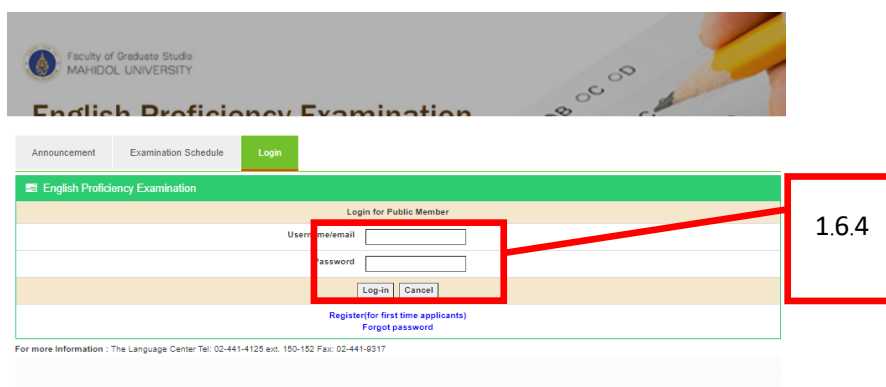 Faculty of Graduate Studie
MAHIDOL UNIVERSITY
English Proficiency Examination
Announcement Examination Schedule Login
English Proficiency Examination
Login for Public Member
Username/email
Password
Log-in Cancel
Register(for first time applicants)
Forgot password
For more Information : The Language Center Tel: 02-441-4125 ext. 150-152 Fax: 02-441-9317
1.6.4